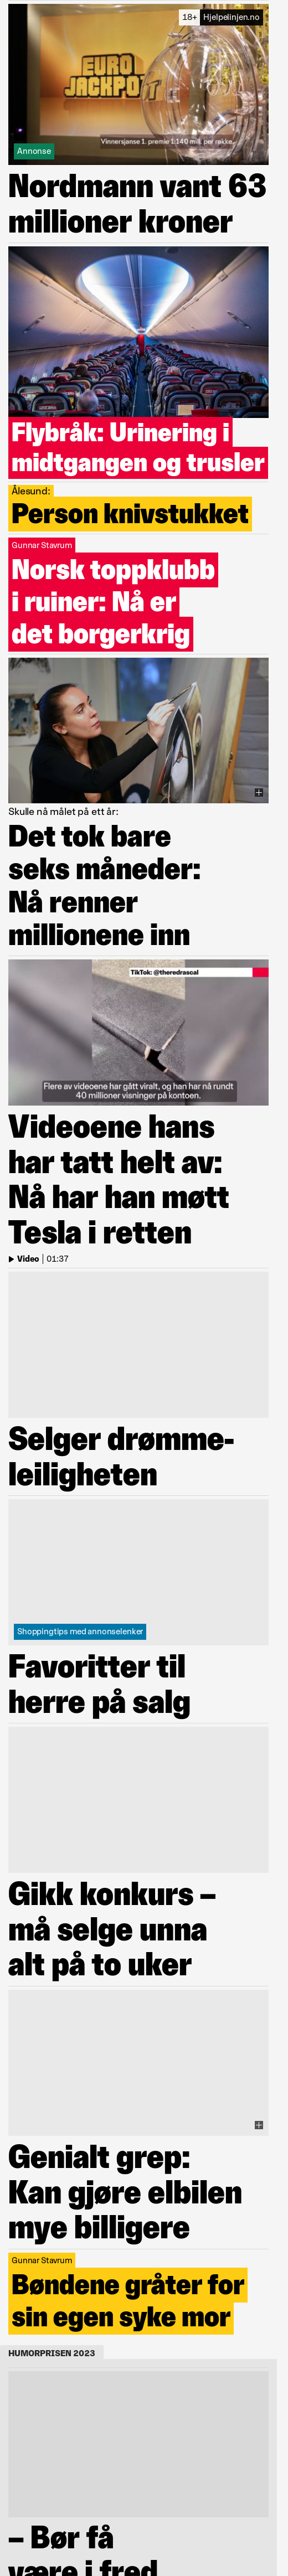 18+ Hjelpelinjen.no
EURO
JACKPOT
Vinnersjanse 1. premie 1:140 mill. per rekke.
Annonse
Nordmann vant 63
millioner kroner
Flybråk: Urinering i
midtgangen og trusler
Ålesund:
Person knivstukket
Gunnar Stavrum
Norsk toppklubb
i ruiner: Nå er
det borgerkrig
Skulle nå målet på ett år:
Det tok bare
seks måneder:
Nå renner
millionene inn
TikTok: @theredrascal
Flere av videoene har gått viralt, og han har nå rundt
40 millioner visninger på kontoen.
Videoene hans
har tatt helt av:
Nå har han møtt
Tesla i retten
Video | 01:37
Selger drømme-
leiligheten
Shoppingtips med annonselenker
Favoritter til
herre på salg
Gikk konkurs –
må selge unna
alt på to uker
Genialt grep:
Kan gjøre elbilen
mye billigere
Gunnar Stavrum
Bøndene gråter for
sin egen syke mor
HUMORPRISEN 2023
– Bør få
være i fred